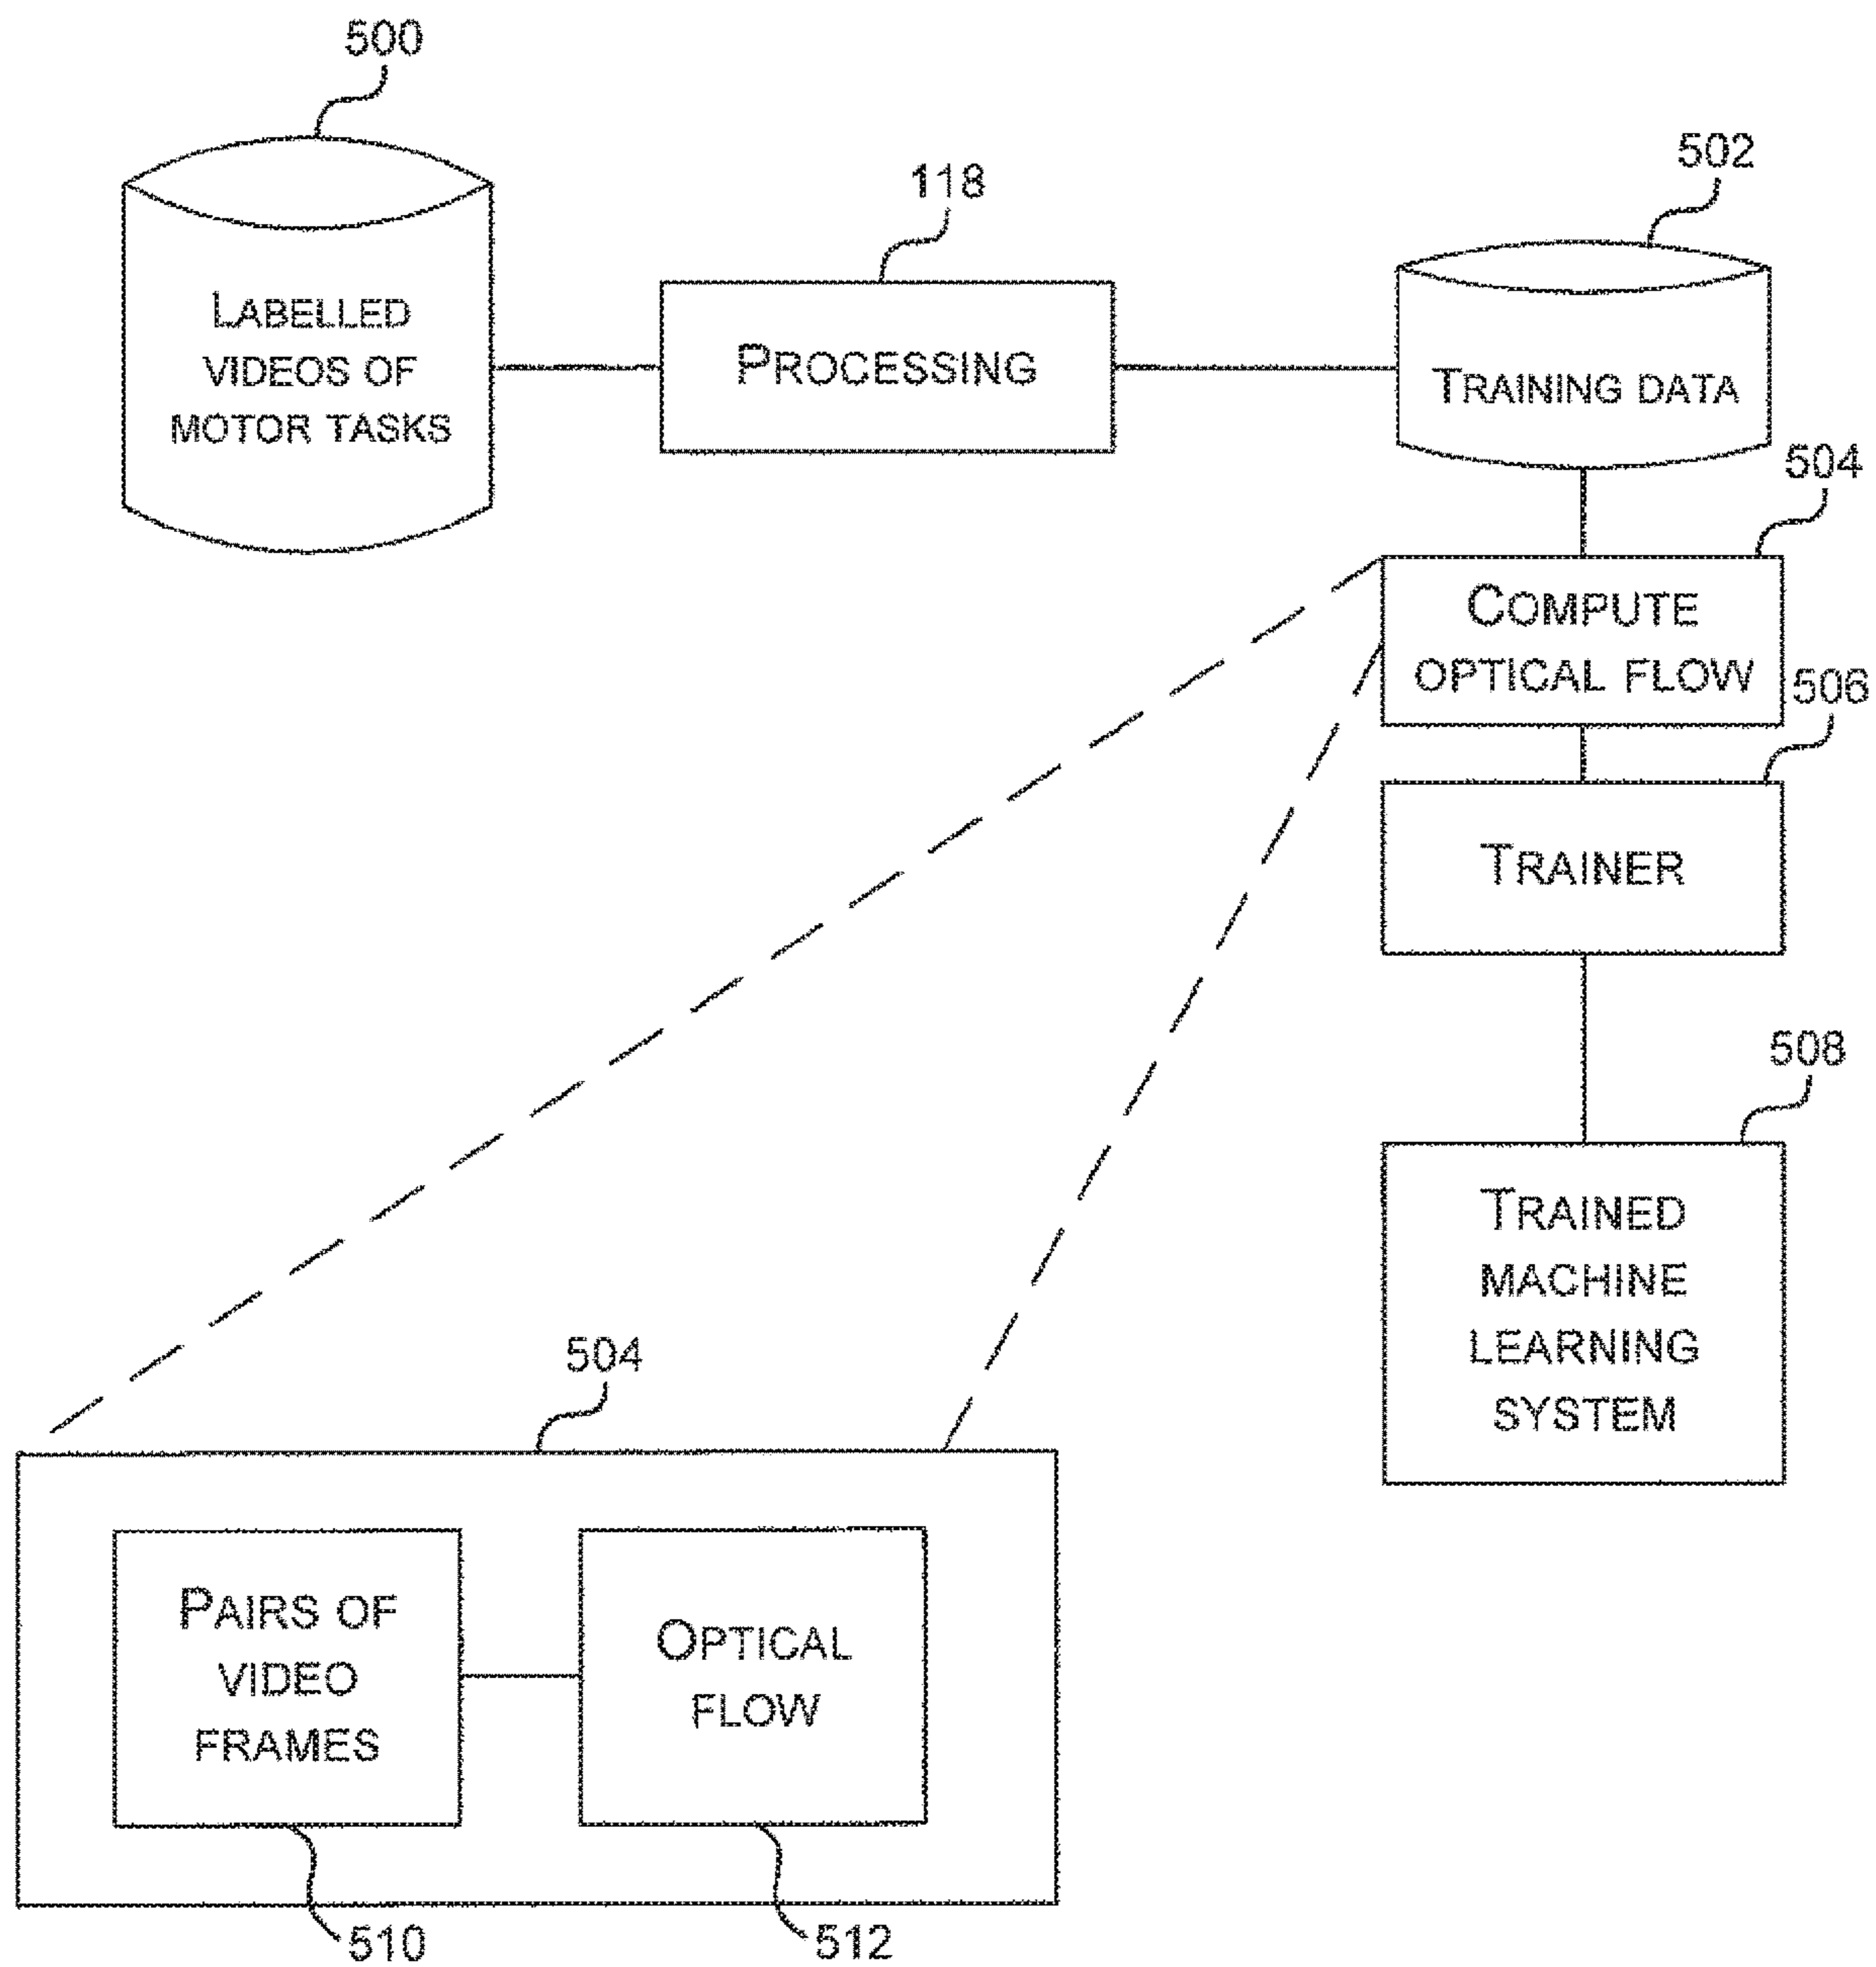 500
LABELLED
VIDEOS OF
MOTOR TASKS
118
PROCESSING
502
TRAINING DATA
504
COMPUTE
OPTICAL FLOW
506
TRAINER
508
TRAINED
MACHINE
LEARNING
SYSTEM
504
PAIRS OF
VIDEO
FRAMES
OPTICAL
FLOW
510
512